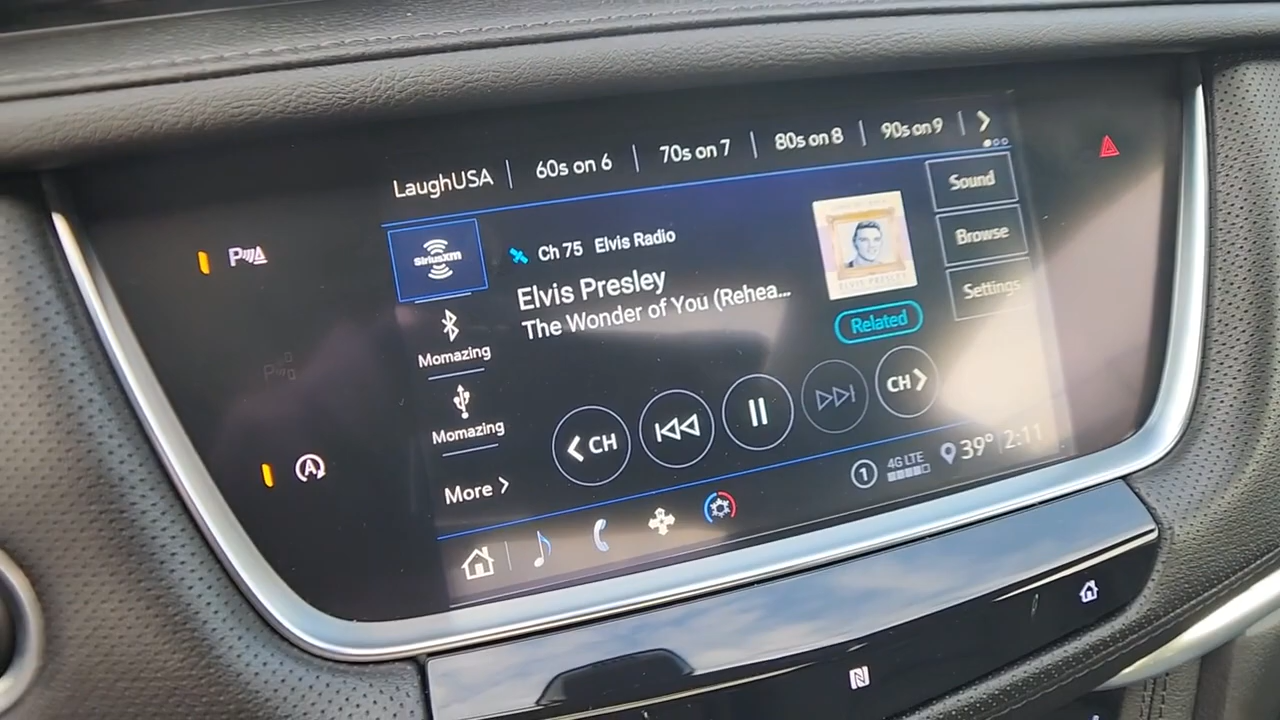 LaughUSA | 60s on 6 | 70s on 7 | 80s on 8 | 90s on 9 |
SiriusXM
Ch 75 Elvis Radio
Elvis Presley
The Wonder of You (Rehea...
ELVIS PRESLEY
Related
Sound
Browse
Settings
Momazing
Momazing
More >
< CH
CH >
1
4G LTE
39° | 2:11
P
P
A
N